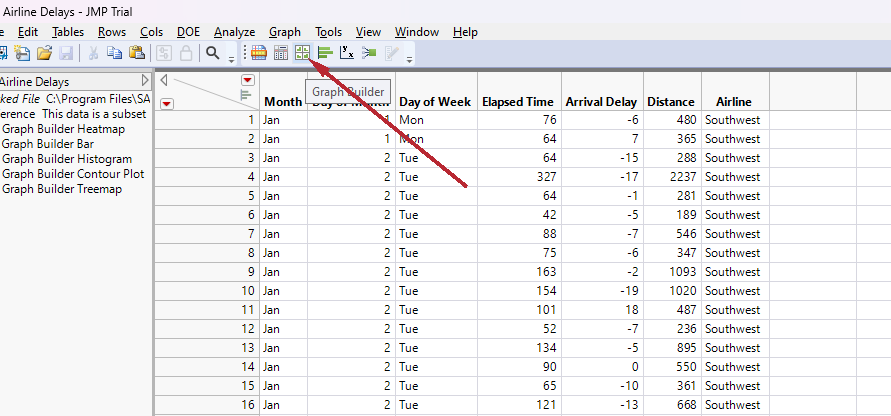 Airline Delays - JMP Trial
Edit Tables Rows Cols DOE Analyze Graph Tools View Window Help
Airline Delays
ked File C:\Program Files\SA
erence This data is a subset
Graph Builder Heatmap
Graph Builder Bar
Graph Builder Histogram
Graph Builder Contour Plot
Graph Builder Treemap
Graph Builder
Month Day of Month Day of Week Elapsed Time Arrival Delay Distance Airline
1 Jan 1 Mon 76 -6 480 Southwest
2 Jan 1 Mon 64 7 365 Southwest
3 Jan 2 Tue 64 -15 288 Southwest
4 Jan 2 Tue 327 -17 2237 Southwest
5 Jan 2 Tue 64 -1 281 Southwest
6 Jan 2 Tue 42 -5 189 Southwest
7 Jan 2 Tue 88 -7 546 Southwest
8 Jan 2 Tue 75 -6 347 Southwest
9 Jan 2 Tue 163 -2 1093 Southwest
10 Jan 2 Tue 154 -19 1020 Southwest
11 Jan 2 Tue 101 18 487 Southwest
12 Jan 2 Tue 52 -7 236 Southwest
13 Jan 2 Tue 134 -5 895 Southwest
14 Jan 2 Tue 90 0 550 Southwest
15 Jan 2 Tue 65 -10 361 Southwest
16 Jan 2 Tue 121 -13 668 Southwest